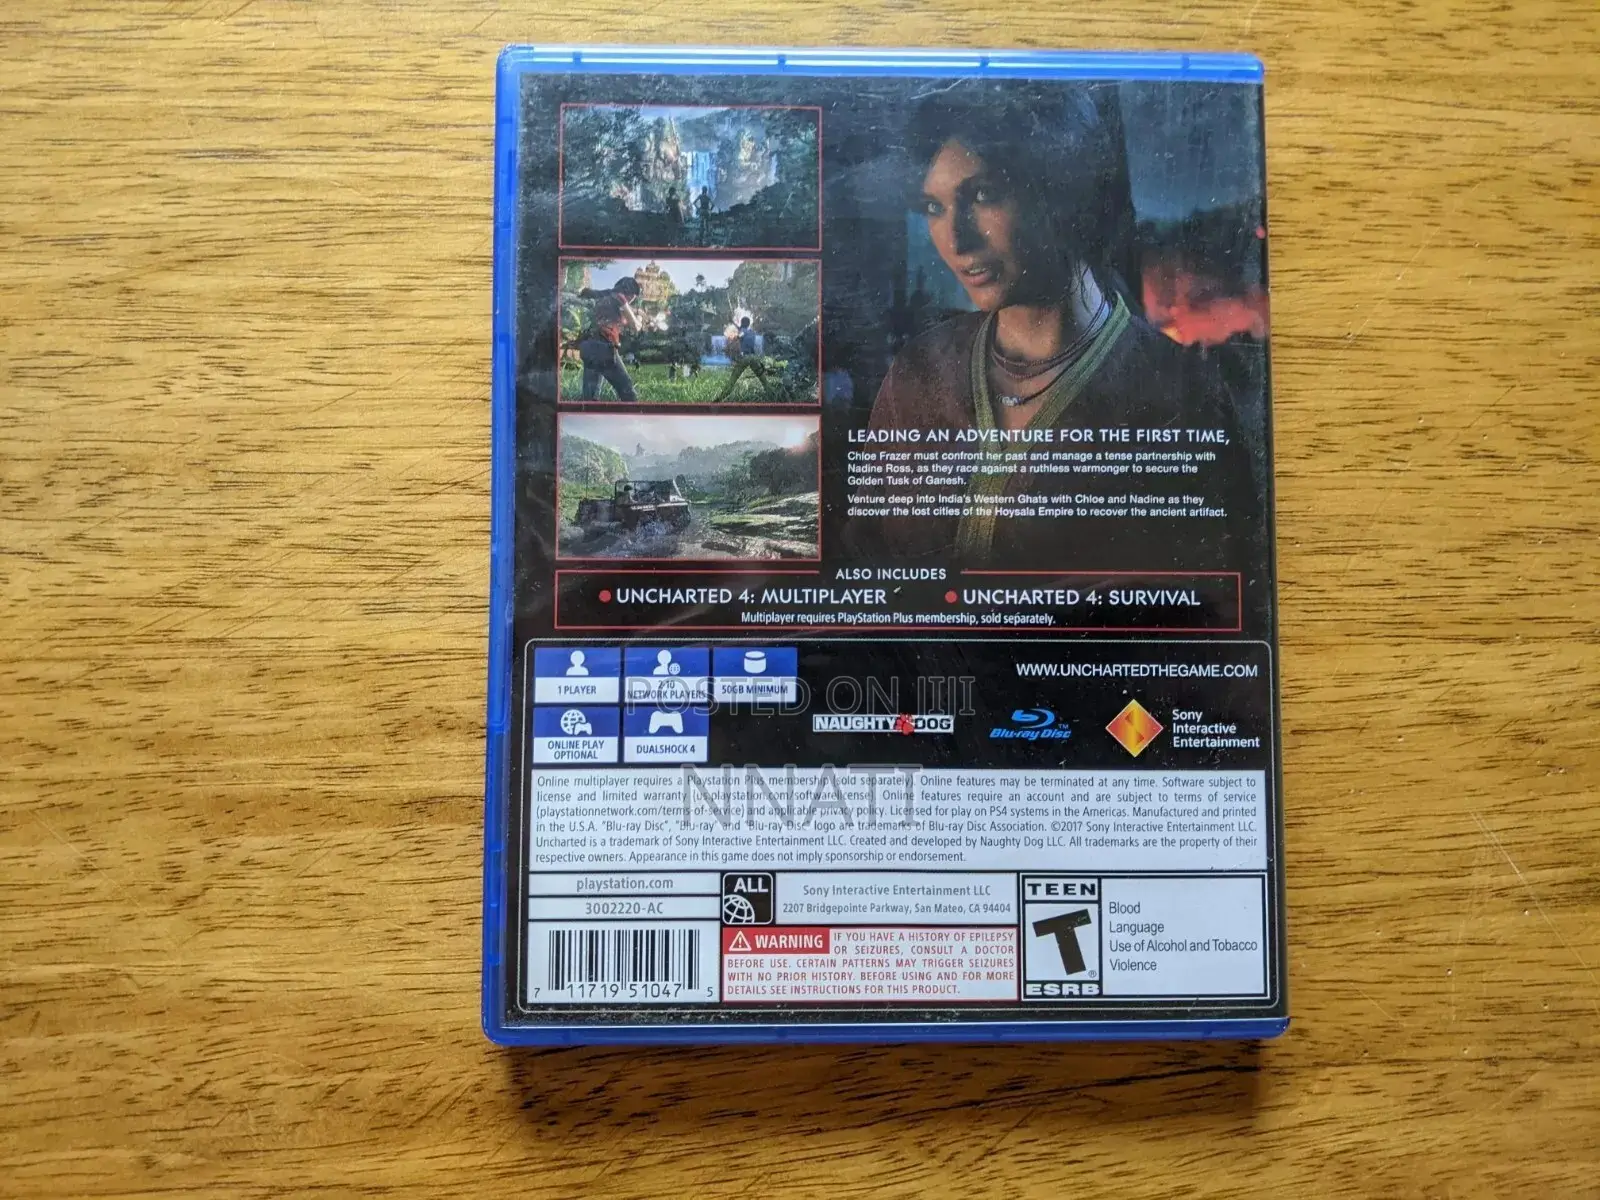 LEADING AN ADVENTURE FOR THE FIRST TIME,
Chloe Frazer must confront her past and manage a tense partnership with
Nadine Ross, as they race against a ruthless warmonger to secure the
Golden Tusk of Ganesh.
Venture deep into India's Western Ghats with Chloe and Nadine as they
discover the lost cities of the Hoysala Empire to recover the ancient artifact.
ALSO INCLUDES
UNCHARTED 4: MULTIPLAYER
UNCHARTED 4: SURVIVAL
Multiplayer requires PlayStation Plus membership, sold separately.
WWW.UNCHARTEDTHEGAME.COM
1 PLAYER
2-10
NETWORK PLAYERS
50GB MINIMUM
POSTED ON JIJI
NAUGHTY DOG
Blu-ray Disc™
Sony
Interactive
Entertainment
ONLINE PLAY
OPTIONAL
DUALSHOCK 4
NNATI
Online multiplayer requires a Playstation Plus membership (sold separately). Online features may be terminated at any time. Software subject to
license and limited warranty (us.playstation.com/softwarelicense). Online features require an account and are subject to terms of service
(playstationnetwork.com/terms-of-service) and applicable privacy policy. Licensed for play on PS4 systems in the Americas. Manufactured and printed
in the U.S.A. "Blu-ray Disc", "Blu-ray" and "Blu-ray Disc" logo are trademarks of Blu-ray Disc Association. ©2017 Sony Interactive Entertainment LLC.
Uncharted is a trademark of Sony Interactive Entertainment LLC. Created and developed by Naughty Dog LLC. All trademarks are the property of their
respective owners. Appearance in this game does not imply sponsorship or endorsement.
playstation.com
3002220-AC
7 11719 51047 5
ALL
Sony Interactive Entertainment LLC
2207 Bridgepointe Parkway, San Mateo, CA 94404
WARNING IF YOU HAVE A HISTORY OF EPILEPSY
OR SEIZURES, CONSULT A DOCTOR
BEFORE USE. CERTAIN PATTERNS MAY TRIGGER SEIZURES
WITH NO PRIOR HISTORY. BEFORE USING AND FOR MORE
DETAILS SEE INSTRUCTIONS FOR THIS PRODUCT.
TEEN
T
®
ESRB
Blood
Language
Use of Alcohol and Tobacco
Violence